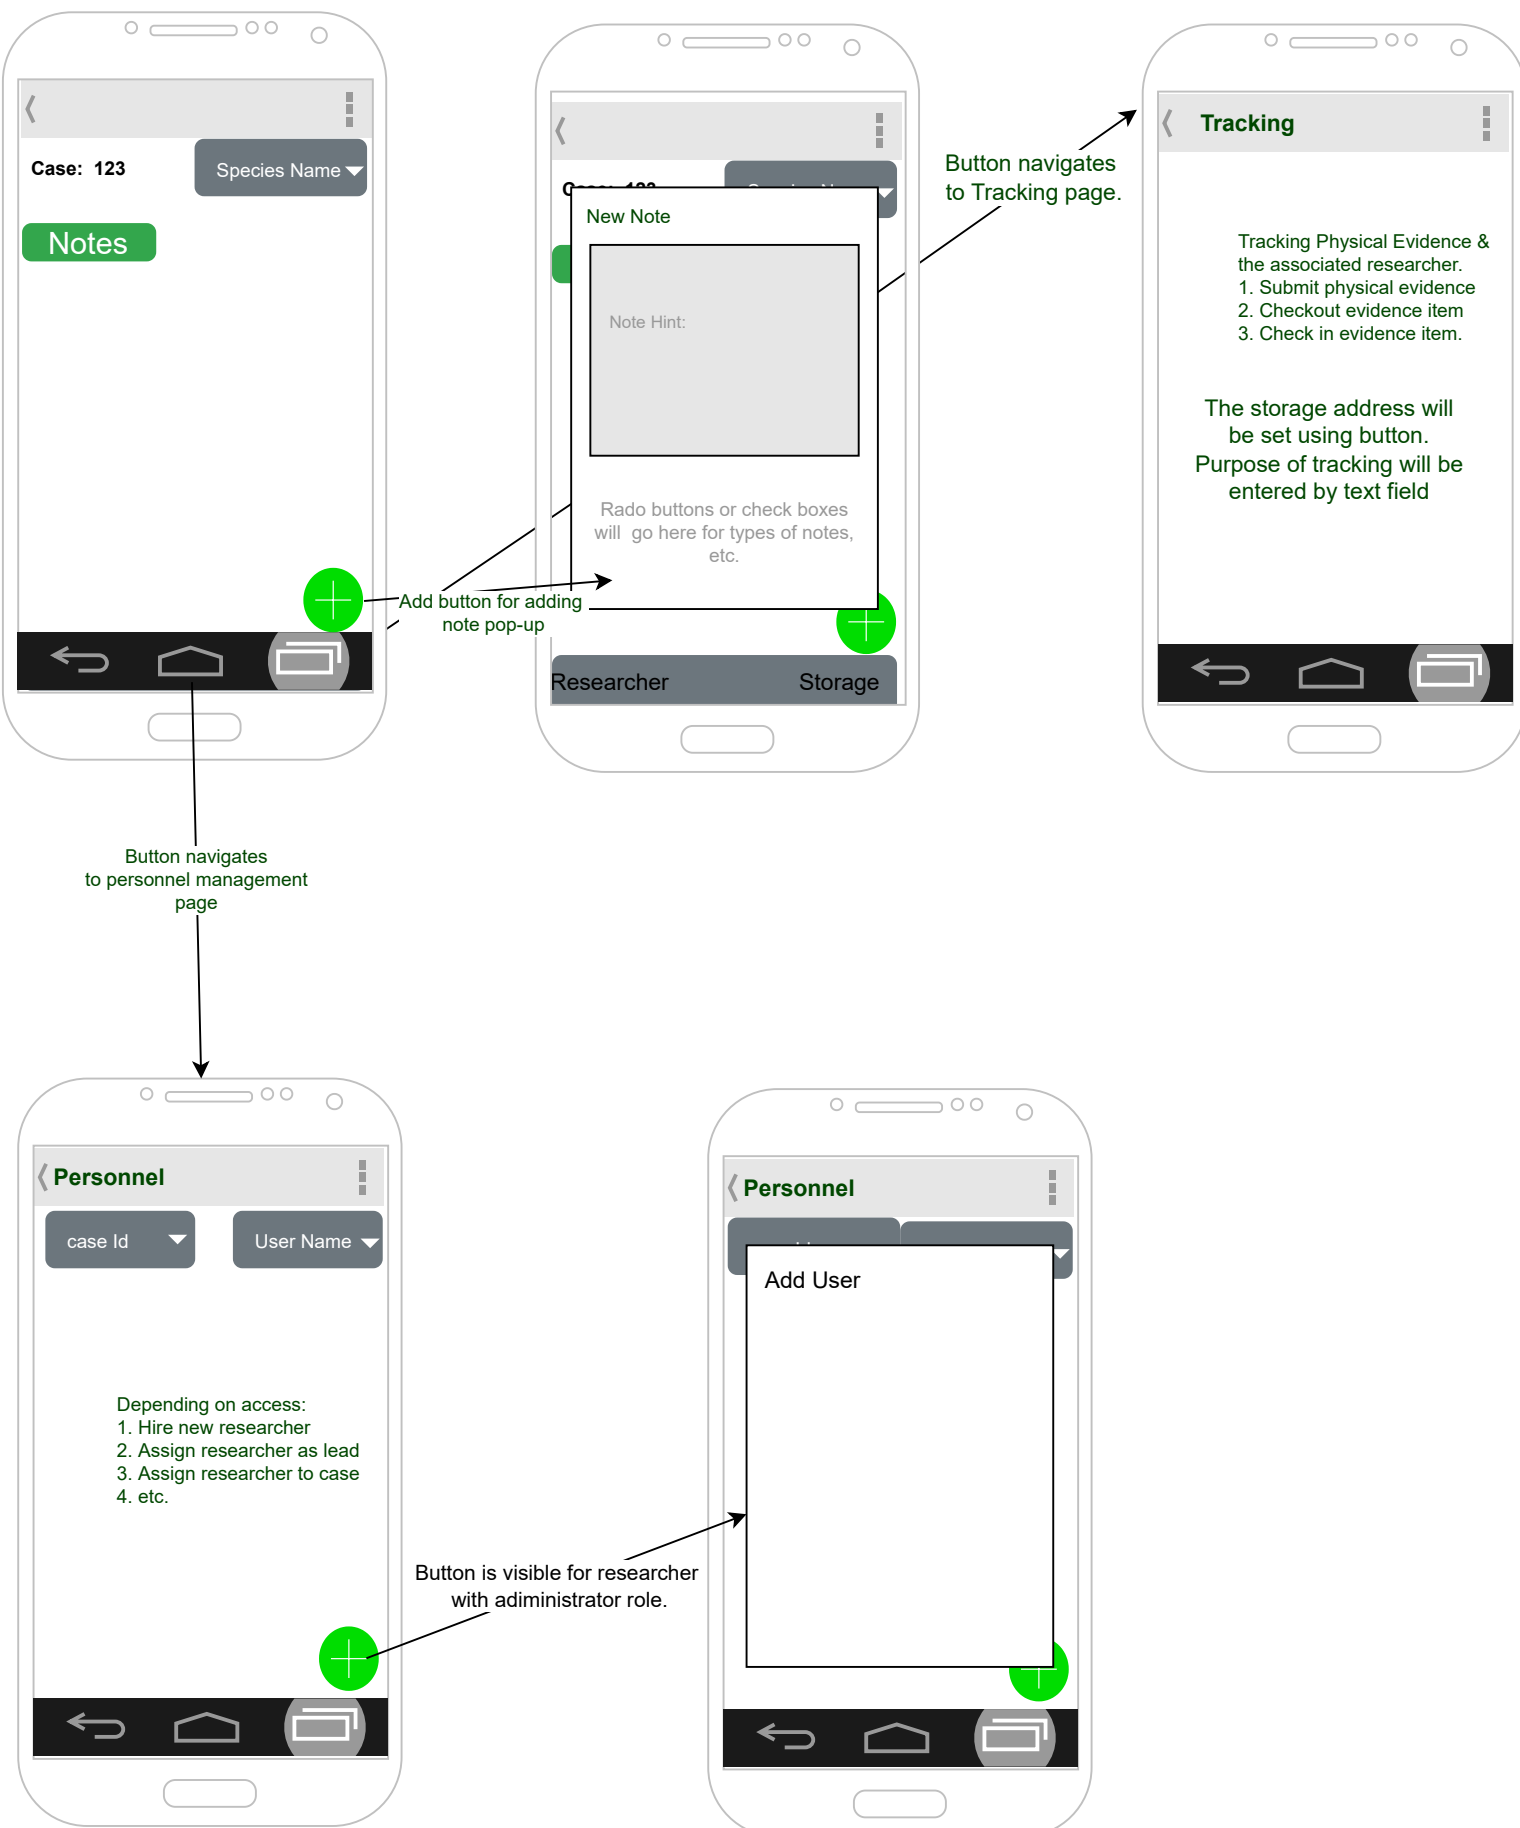 Case:  123
Species Name
Notes
New Note
Note Hint:
Rado buttons or check boxes
will  go here for types of notes,
etc.
Researcher
Storage
Add button for adding
note pop-up
Button navigates
to Tracking page.
Tracking
Tracking Physical Evidence &
the associated researcher.
1. Submit physical evidence
2. Checkout evidence item
3. Check in evidence item.
The storage address will
be set using button.
Purpose of tracking will be
entered by text field
Button navigates
to personnel management
page
Personnel
case Id
User Name
Depending on access:
1. Hire new researcher
2. Assign researcher as lead
3. Assign researcher to case
4. etc.
Button is visible for researcher
with adiministrator role.
Personnel
Add User